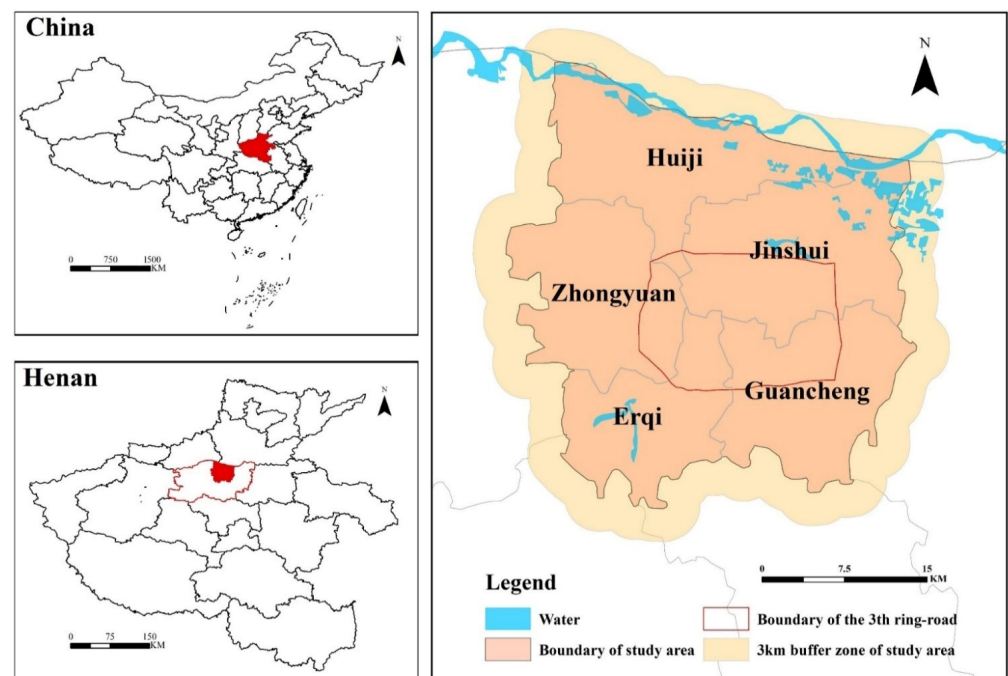 China
N
0 750 1500
KM
Henan
N
0 75 150
KM
N
Huiji
Jinshui
Zhongyuan
Guancheng
Erqi
0 7.5 15
KM
Legend
Water
Boundary of the 3th ring-road
Boundary of study area
3km buffer zone of study area